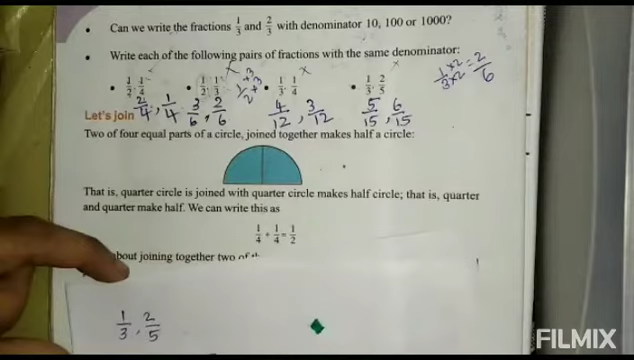 • Can we write the fractions 1/3 and 2/3 with denominator 10, 100 or 1000?
• Write each of the following pairs of fractions with the same denominator:
• 1/2, 1/4 • 1/2, 1/3 • 1/3, 1/4 • 1/3, 2/5
1×2/3×2 = 2/6
2/4, 1/4 3/6, 2/6 4/12, 3/12 5/15, 6/15
Let's join
Two of four equal parts of a circle, joined together makes half a circle:
That is, quarter circle is joined with quarter circle makes half circle; that is, quarter
and quarter make half. We can write this as
1/4 + 1/4 = 1/2
about joining together two of
1/3, 2/5
FILMIX